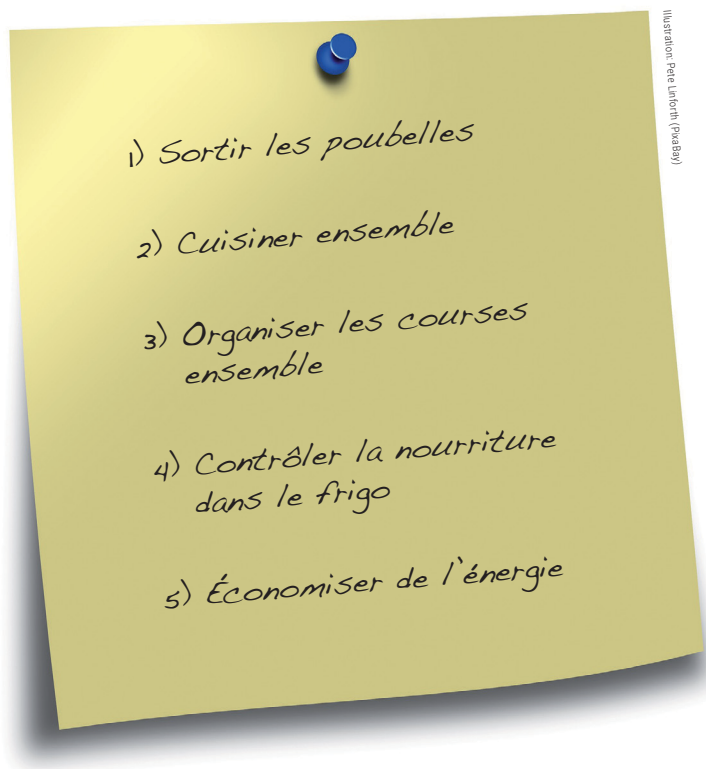 Illustration: Pete Linforth (PixaBay)
1) Sortir les poubelles
2) Cuisiner ensemble
3) Organiser les courses
ensemble
4) Contrôler la nourriture
dans le frigo
5) Économiser de l'énergie